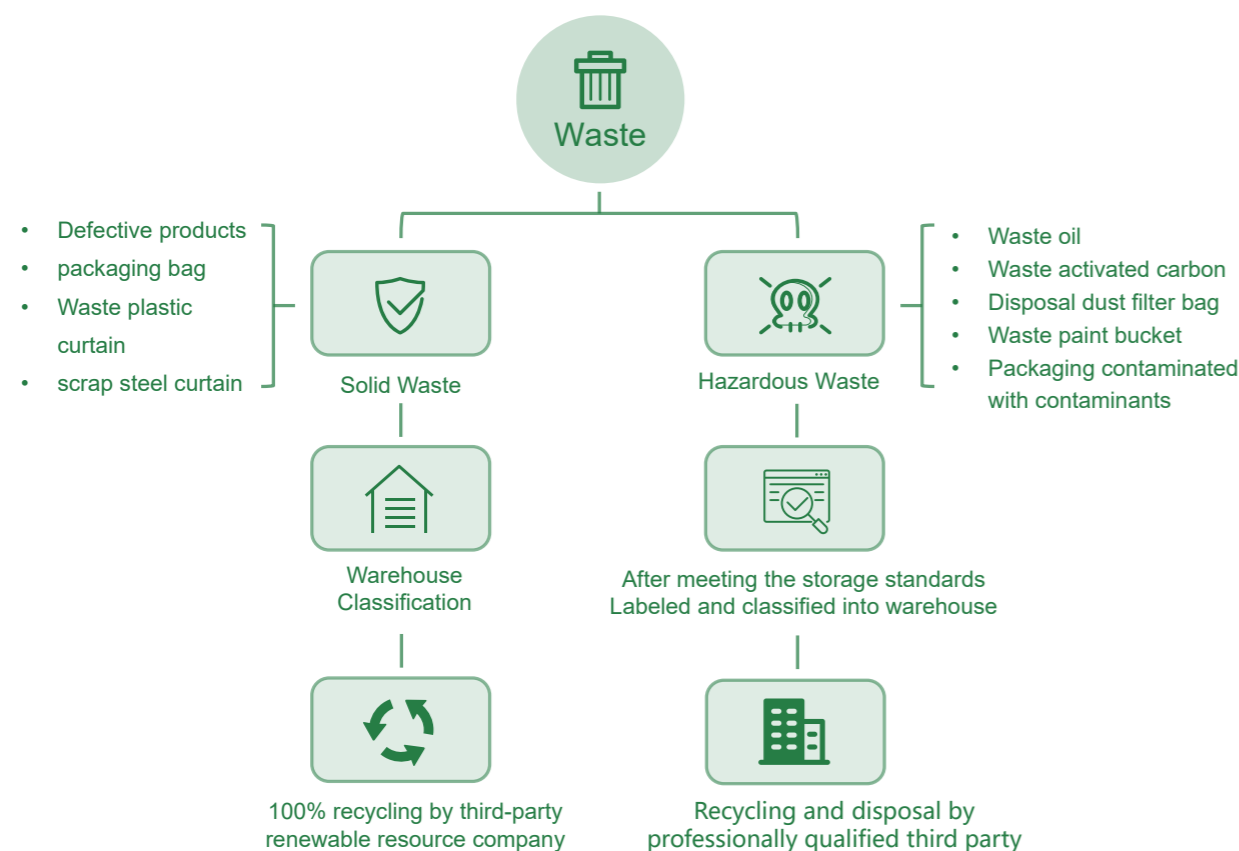 Waste
• Defective products
• packaging bag
• Waste plastic
curtain
• scrap steel curtain
Solid Waste
Hazardous Waste
• Waste oil
• Waste activated carbon
• Disposal dust filter bag
• Waste paint bucket
• Packaging contaminated
with contaminants
Warehouse
Classification
After meeting the storage standards
Labeled and classified into warehouse
100% recycling by third-party
renewable resource company
Recycling and disposal by
professionally qualified third party